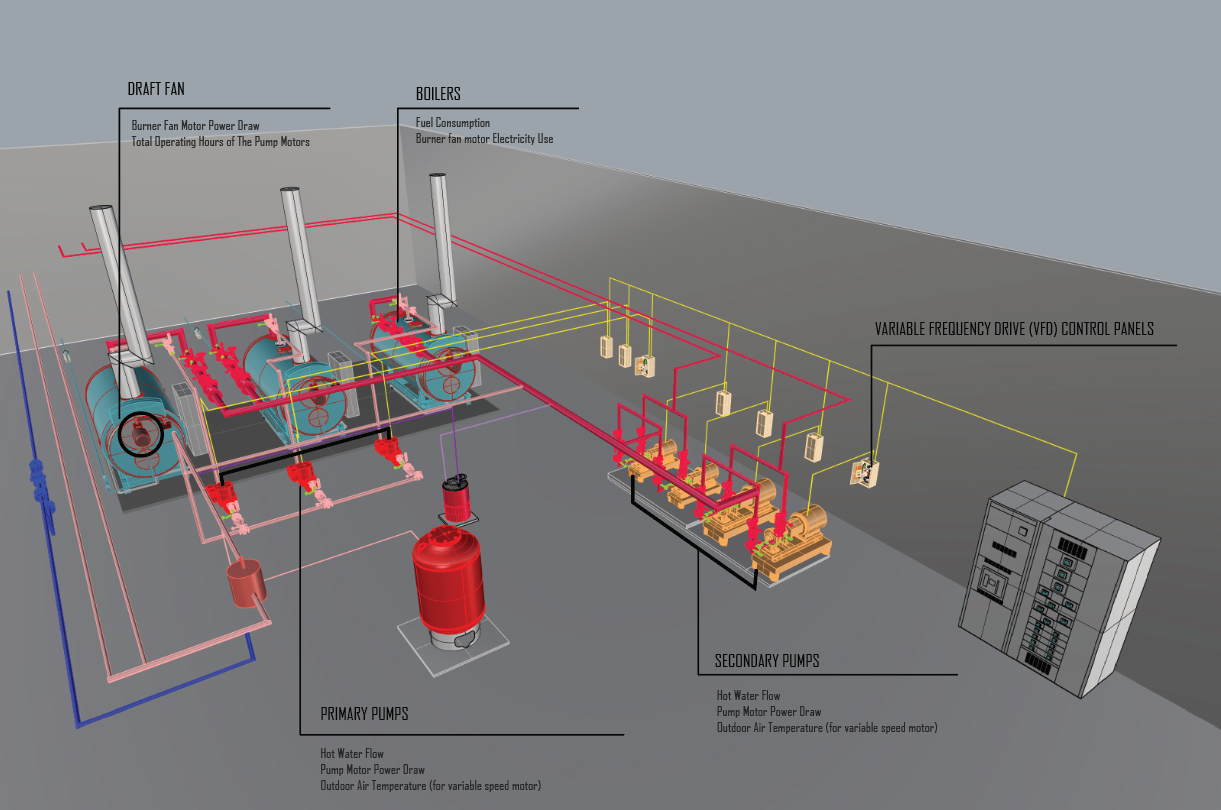 DRAFT FAN
Burner Fan Motor Power Draw
Total Operating Hours of The Pump Motors
BOILERS
Fuel Consumption
Burner fan motor Electricity Use
VARIABLE FREQUENCY DRIVE (VFD) CONTROL PANELS
SECONDARY PUMPS
Hot Water Flow
Pump Motor Power Draw
Outdoor Air Temperature (for variable speed motor)
PRIMARY PUMPS
Hot Water Flow
Pump Motor Power Draw
Outdoor Air Temperature (for variable speed motor)